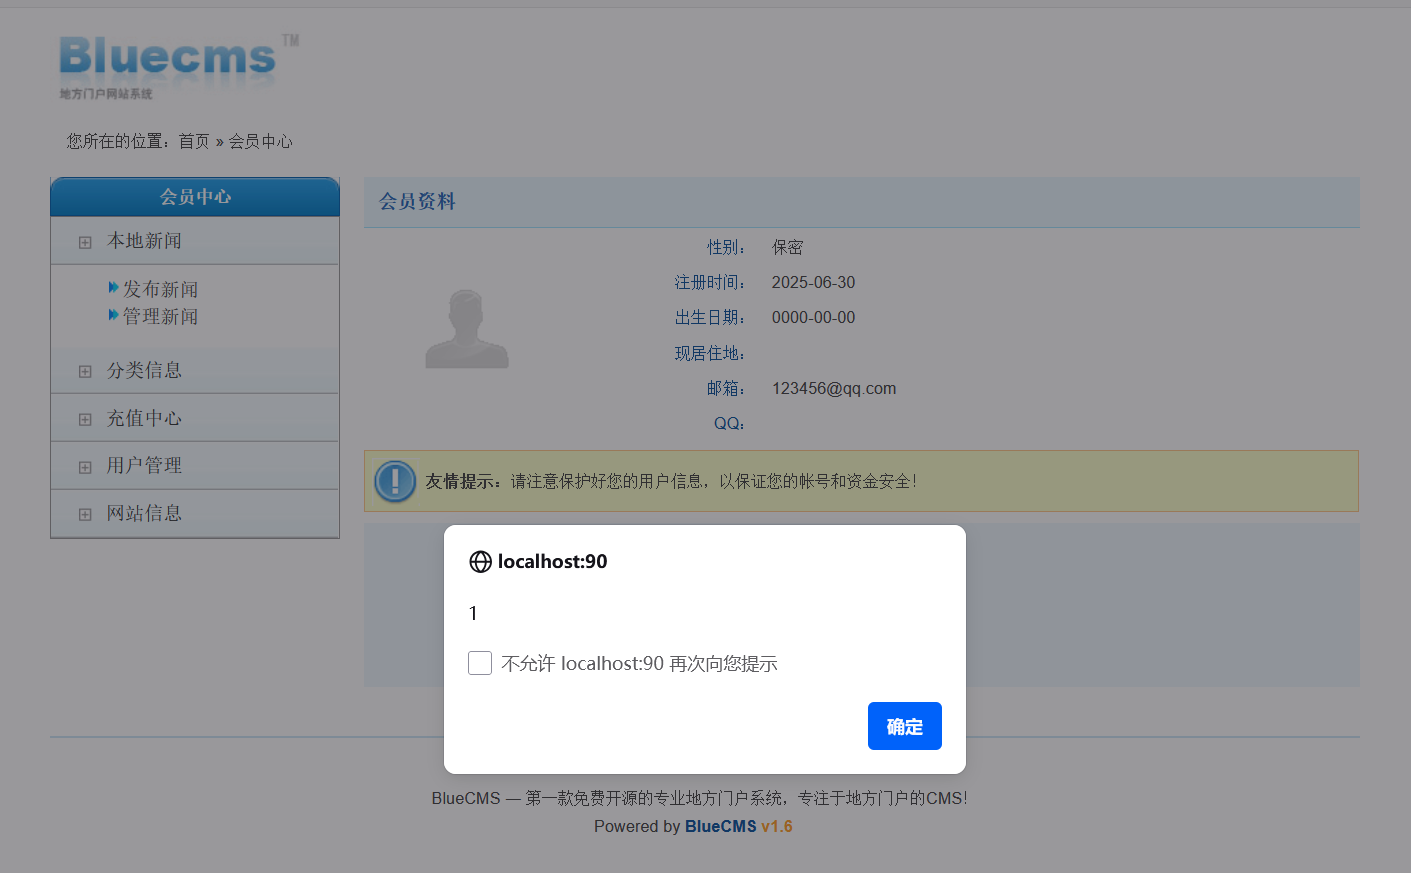 Bluecms TM
地方门户网站系统
您所在的位置：首页 » 会员中心
会员中心
本地新闻
发布新闻
管理新闻
分类信息
充值中心
用户管理
网站信息
会员资料
性别： 保密
注册时间： 2025-06-30
出生日期： 0000-00-00
现居住地：
邮箱： 123456@qq.com
QQ：
友情提示：请注意保护好您的用户信息，以保证您的帐号和资金安全！
localhost:90
1
不允许 localhost:90 再次向您提示
确定
BlueCMS — 第一款免费开源的专业地方门户系统，专注于地方门户的CMS！
Powered by BlueCMS v1.6